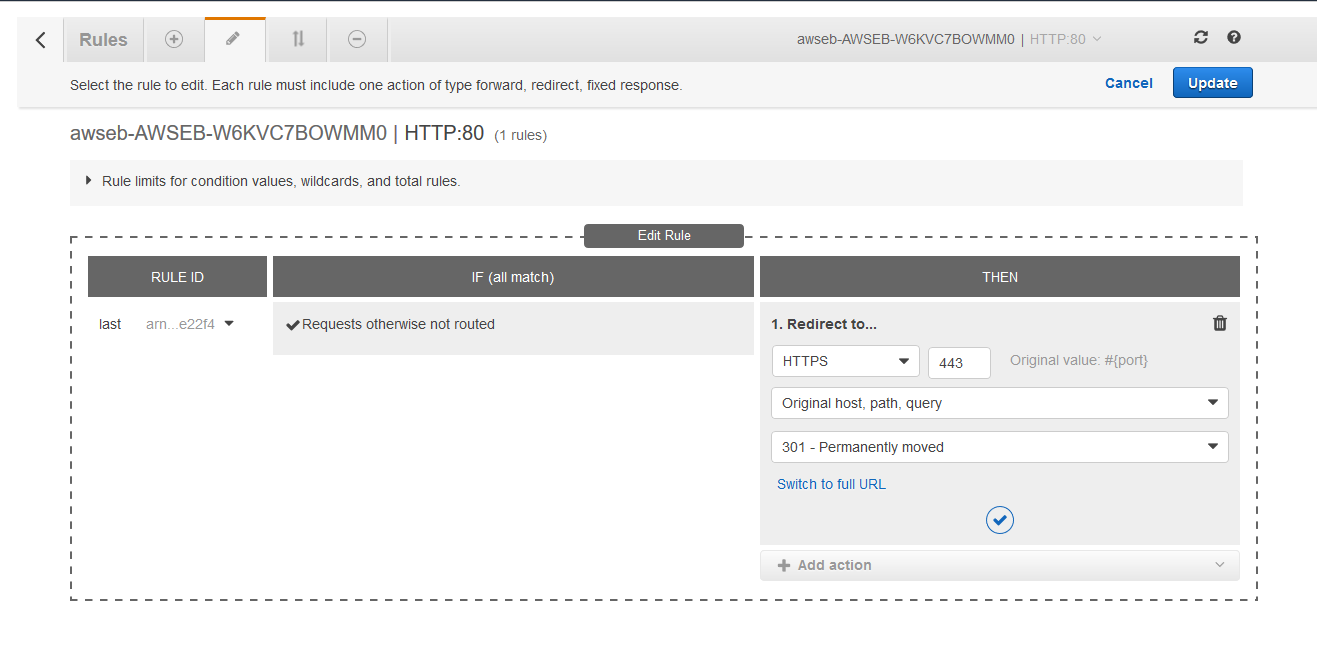 Rules
awseb-AWSEB-W6KVC7BOWMM0 | HTTP:80
Select the rule to edit. Each rule must include one action of type forward, redirect, fixed response.
Cancel
Update
awseb-AWSEB-W6KVC7BOWMM0 | HTTP:80 (1 rules)
Rule limits for condition values, wildcards, and total rules.
Edit Rule
RULE ID
IF (all match)
THEN
last arn...e22f4
Requests otherwise not routed
1. Redirect to...
HTTPS
443
Original value: #{port}
Original host, path, query
301 - Permanently moved
Switch to full URL
Add action